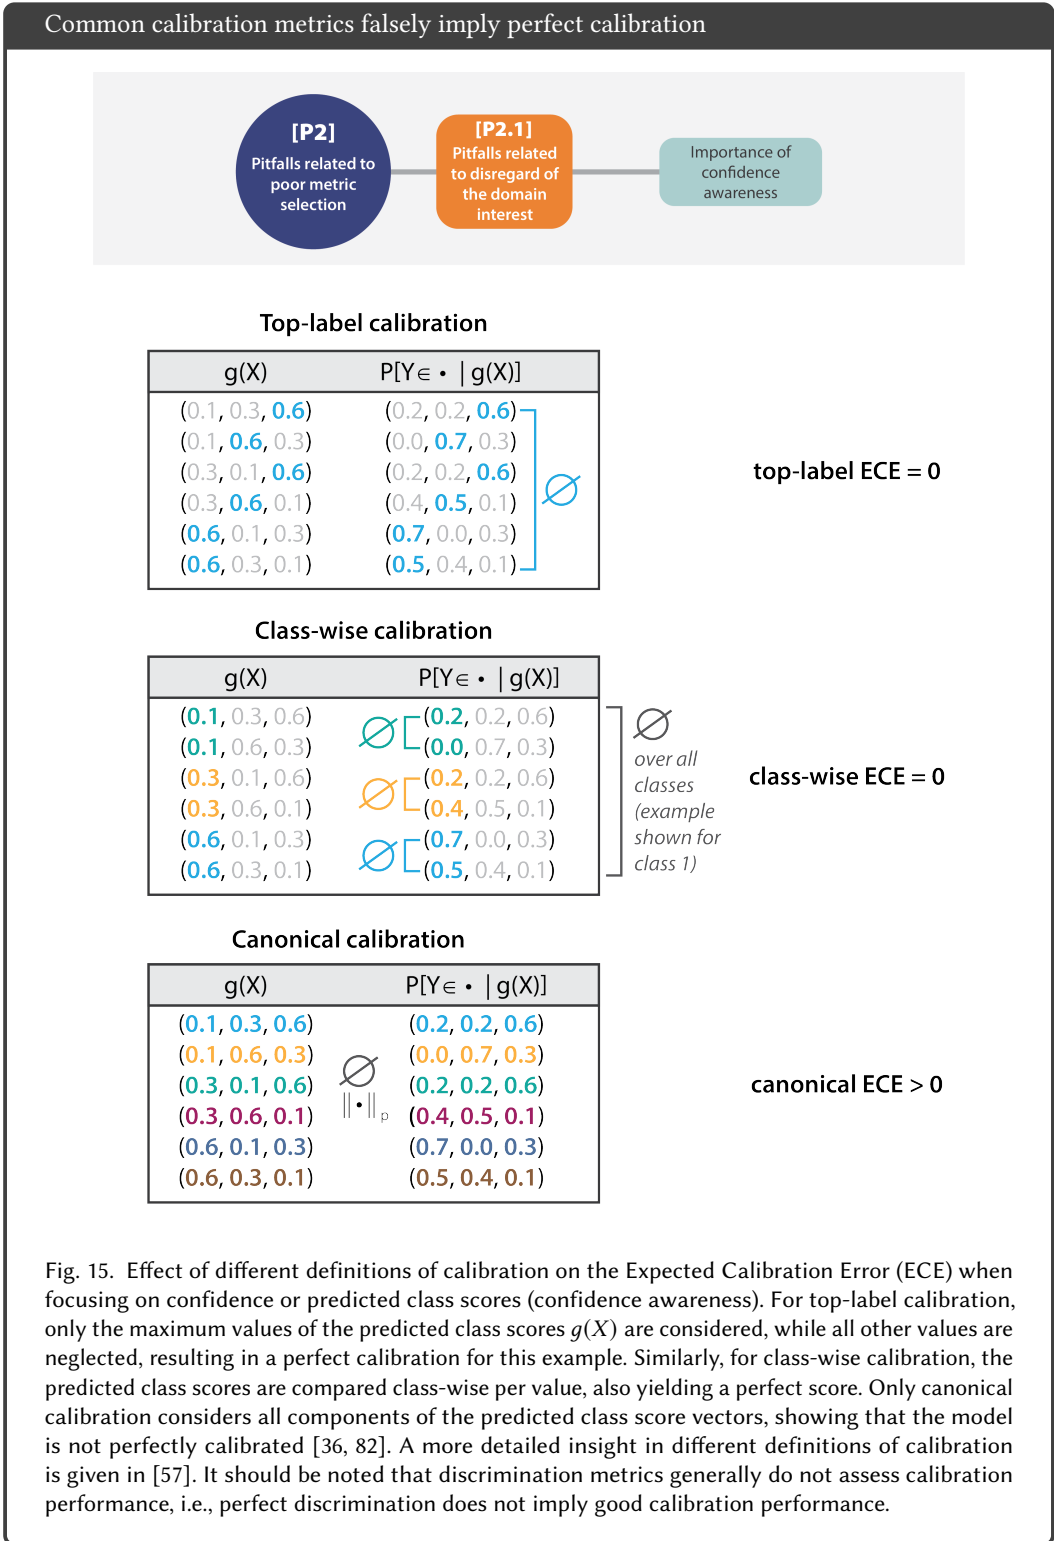 Common calibration metrics falsely imply perfect calibration
[P2]
Pitfalls related to
poor metric
selection
[P2.1]
Pitfalls related
to disregard of
the domain
interest
Importance of
confidence
awareness
Top-label calibration
g(X) P[Y∈ • | g(X)]
(0.1, 0.3, 0.6) (0.2, 0.2, 0.6)
(0.1, 0.6, 0.3) (0.0, 0.7, 0.3)
(0.3, 0.1, 0.6) (0.2, 0.2, 0.6)
(0.3, 0.6, 0.1) (0.4, 0.5, 0.1)
(0.6, 0.1, 0.3) (0.7, 0.0, 0.3)
(0.6, 0.3, 0.1) (0.5, 0.4, 0.1)
∅
top-label ECE = 0
Class-wise calibration
g(X) P[Y∈ • | g(X)]
(0.1, 0.3, 0.6) (0.2, 0.2, 0.6)
(0.1, 0.6, 0.3) ∅ (0.0, 0.7, 0.3)
(0.3, 0.1, 0.6) (0.2, 0.2, 0.6)
(0.3, 0.6, 0.1) ∅ (0.4, 0.5, 0.1)
(0.6, 0.1, 0.3) (0.7, 0.0, 0.3)
(0.6, 0.3, 0.1) ∅ (0.5, 0.4, 0.1)
∅
over all
classes
(example
shown for
class 1)
class-wise ECE = 0
Canonical calibration
g(X) P[Y∈ • | g(X)]
(0.1, 0.3, 0.6) (0.2, 0.2, 0.6)
(0.1, 0.6, 0.3) (0.0, 0.7, 0.3)
(0.3, 0.1, 0.6) (0.2, 0.2, 0.6)
(0.3, 0.6, 0.1) (0.4, 0.5, 0.1)
(0.6, 0.1, 0.3) (0.7, 0.0, 0.3)
(0.6, 0.3, 0.1) (0.5, 0.4, 0.1)
∅
‖•‖p
canonical ECE > 0
Fig. 15. Effect of different definitions of calibration on the Expected Calibration Error (ECE) when
focusing on confidence or predicted class scores (confidence awareness). For top-label calibration,
only the maximum values of the predicted class scores g(X) are considered, while all other values are
neglected, resulting in a perfect calibration for this example. Similarly, for class-wise calibration, the
predicted class scores are compared class-wise per value, also yielding a perfect score. Only canonical
calibration considers all components of the predicted class score vectors, showing that the model
is not perfectly calibrated [36, 82]. A more detailed insight in different definitions of calibration
is given in [57]. It should be noted that discrimination metrics generally do not assess calibration
performance, i.e., perfect discrimination does not imply good calibration performance.